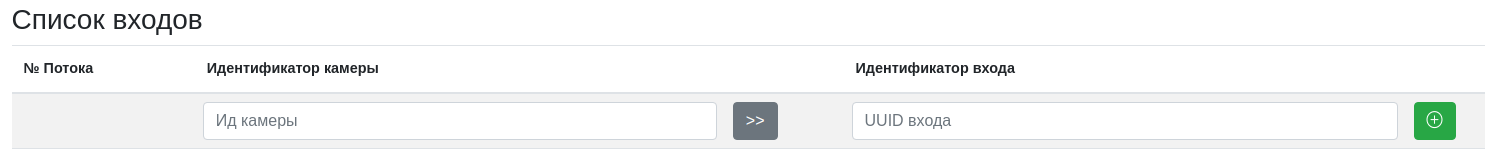 Список входов
№ Потока Идентификатор камеры Идентификатор входа
Ид камеры >> UUID входа